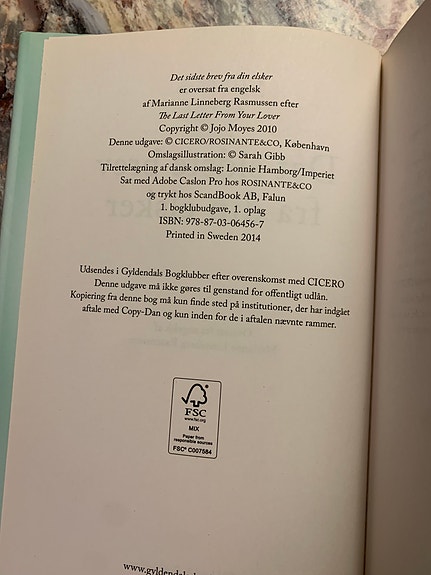 Det sidste brev fra din elsker
er oversat fra engelsk
af Marianne Linneberg Rasmussen efter
The Last Letter From Your Lover
Copyright © Jojo Moyes 2010
Denne udgave: © CICERO/ROSINANTE&CO, København
Omslagsillustration: © Sarah Gibb
Tilrettelægning af dansk omslag: Lonnie Hamborg/Imperiet
Sat med Adobe Caslon Pro hos ROSINANTE&CO
og trykt hos ScandBook AB, Falun
1. bogklubudgave, 1. oplag
ISBN: 978-87-03-06456-7
Printed in Sweden 2014
Udsendes i Gyldendals Bogklubber efter overenskomst med CICERO
Denne udgave må ikke gøres til genstand for offentligt udlån.
Kopiering fra denne bog må kun finde sted på institutioner, der har indgået
aftale med Copy-Dan og kun inden for de i aftalen nævnte rammer.
FSC
www.fsc.org
MIX
Paper from
responsible sources
FSC® C007584